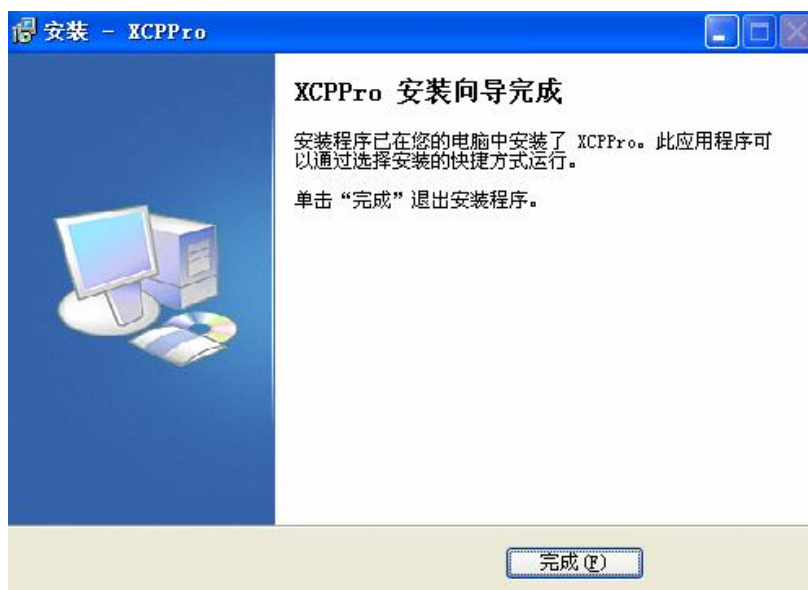 安装 - XCPPro
XCPPro 安装向导完成
安装程序已在您的电脑中安装了 XCPPro。此应用程序可
以通过选择安装的快捷方式运行。
单击“完成”退出安装程序。
完成(F)